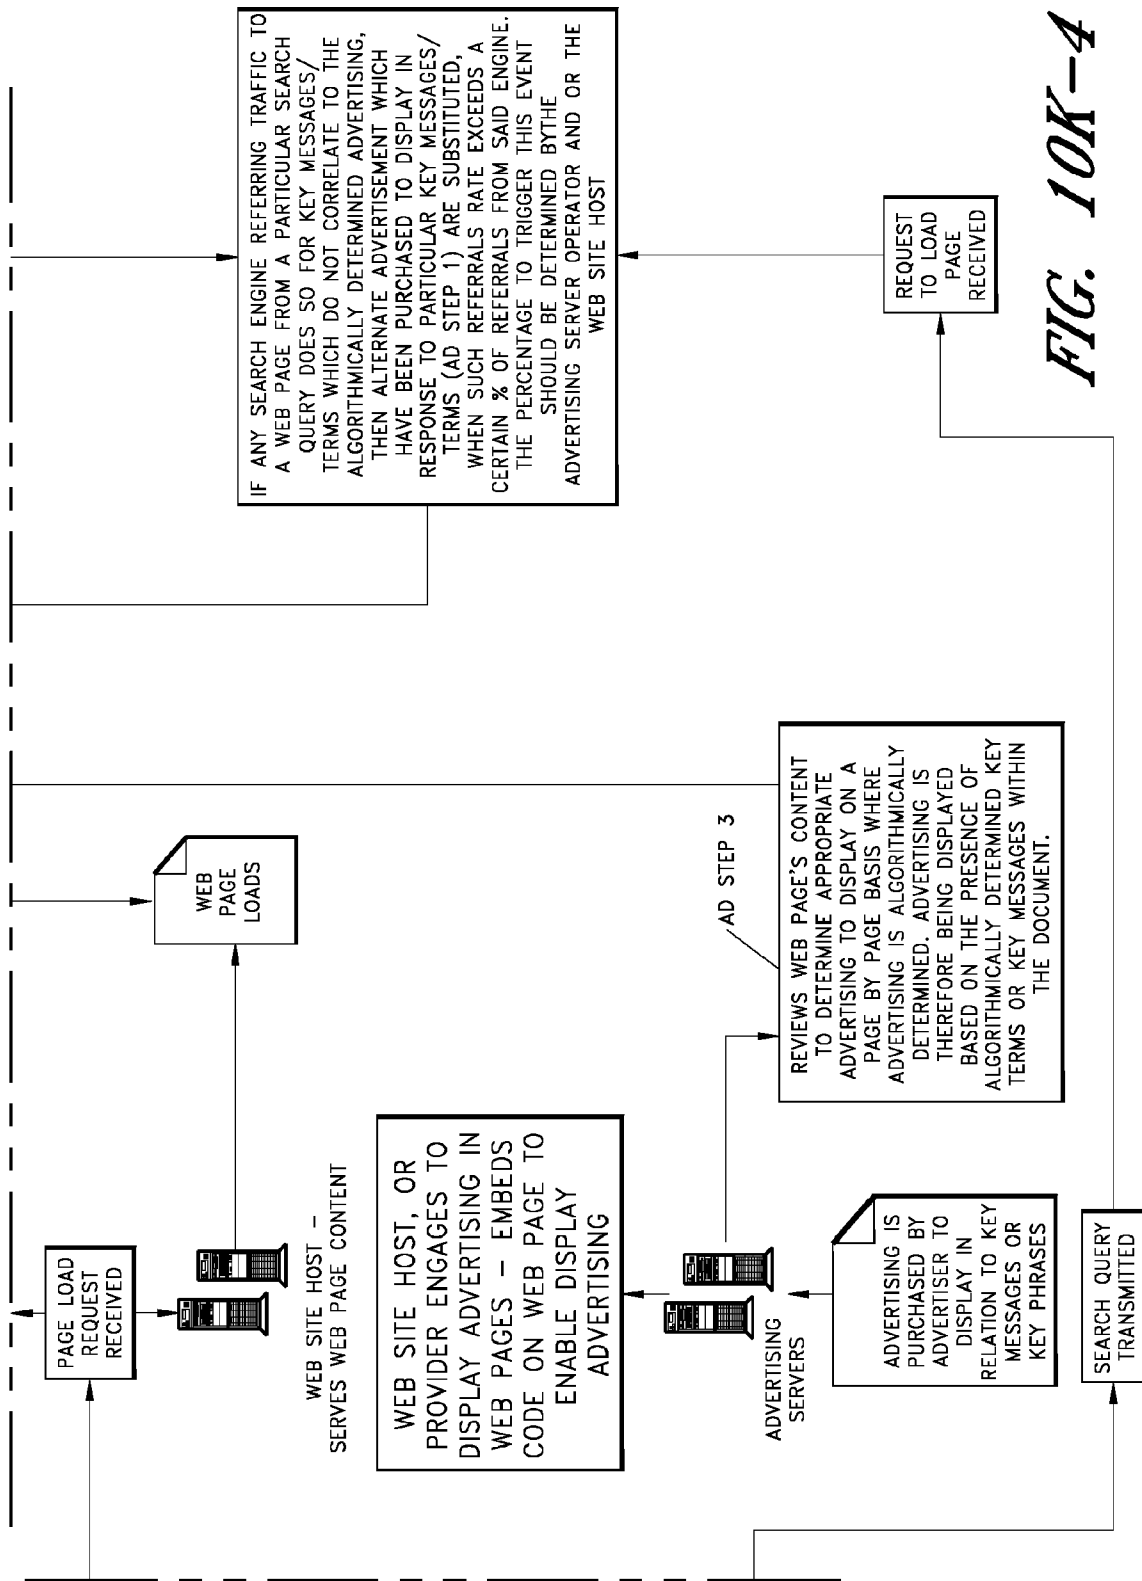 PAGE LOAD
REQUEST
RECEIVED
WEB SITE HOST –
SERVES WEB PAGE CONTENT
WEB
PAGE
LOADS
IF ANY SEARCH ENGINE REFERRING TRAFFIC TO
A WEB PAGE FROM A PARTICULAR SEARCH
QUERY DOES SO FOR KEY MESSAGES/
TERMS WHICH DO NOT CORRELATE TO THE
ALGORITHMICALLY DETERMINED ADVERTISING,
THEN ALTERNATE ADVERTISEMENT WHICH
HAVE BEEN PURCHASED TO DISPLAY IN
RESPONSE TO PARTICULAR KEY MESSAGES/
TERMS (AD STEP 1) ARE SUBSTITUTED,
WHEN SUCH REFERRALS RATE EXCEEDS A
CERTAIN % OF REFERRALS FROM SAID ENGINE.
THE PERCENTAGE TO TRIGGER THIS EVENT
SHOULD BE DETERMINED BYTHE
ADVERTISING SERVER OPERATOR AND OR THE
WEB SITE HOST
WEB SITE HOST, OR
PROVIDER ENGAGES TO
DISPLAY ADVERTISING IN
WEB PAGES – EMBEDS
CODE ON WEB PAGE TO
ENABLE DISPLAY
ADVERTISING
ADVERTISING
SERVERS
AD STEP 3
REVIEWS WEB PAGE'S CONTENT
TO DETERMINE APPROPRIATE
ADVERTISING TO DISPLAY ON A
PAGE BY PAGE BASIS WHERE
ADVERTISING IS ALGORITHMICALLY
DETERMINED. ADVERTISING IS
THEREFORE BEING DISPLAYED
BASED ON THE PRESENCE OF
ALGORITHMICALLY DETERMINED KEY
TERMS OR KEY MESSAGES WITHIN
THE DOCUMENT.
ADVERTISING IS
PURCHASED BY
ADVERTISER TO
DISPLAY IN
RELATION TO KEY
MESSAGES OR
KEY PHRASES
SEARCH QUERY
TRANSMITTED
REQUEST
TO LOAD
PAGE
RECEIVED
FIG. 10K-4